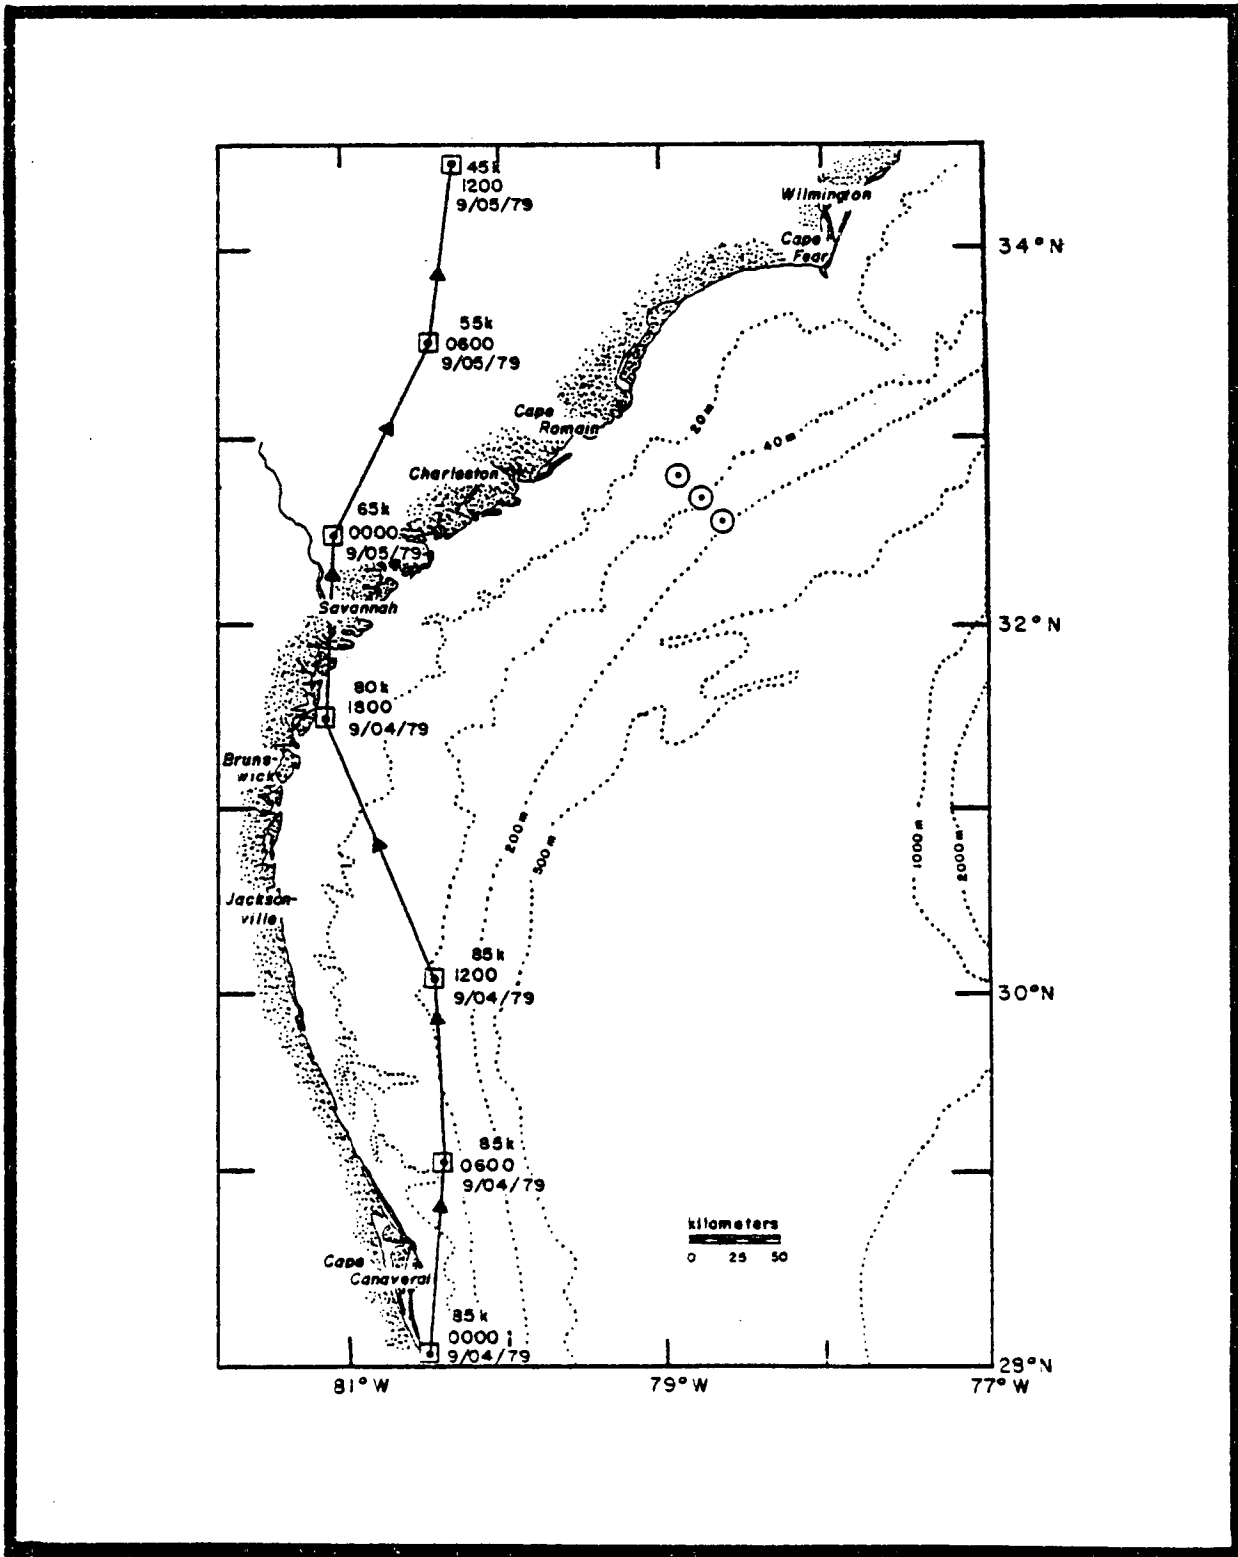 45k
1200
9/05/79
Wilmington
Cape
Fear
34°N
55k
0600
9/05/79
Cape
Romain
20m
40m
Charleston
65k
0000
9/05/79
Savannah
32°N
80k
1800
9/04/79
Bruns-
wick
200m
500m
1000m
2000m
Jackson-
ville
85k
1200
9/04/79
30°N
85k
0600
9/04/79
kilometers
0 25 50
Cape
Canaveral
85k
0000
9/04/79
28°N
81°W 79°W 77°W